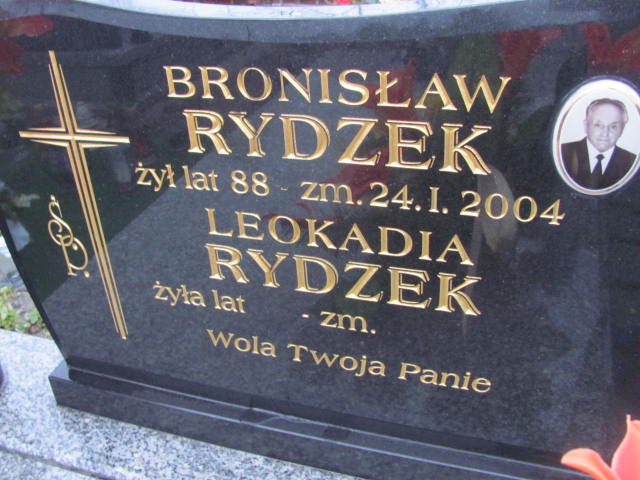 BRONISŁAW
RYDZEK
żył lat 88 - zm. 24. I. 2004
LEOKADIA
RYDZEK
żyła lat - zm.
Wola Twoja Panie
Ś.P.